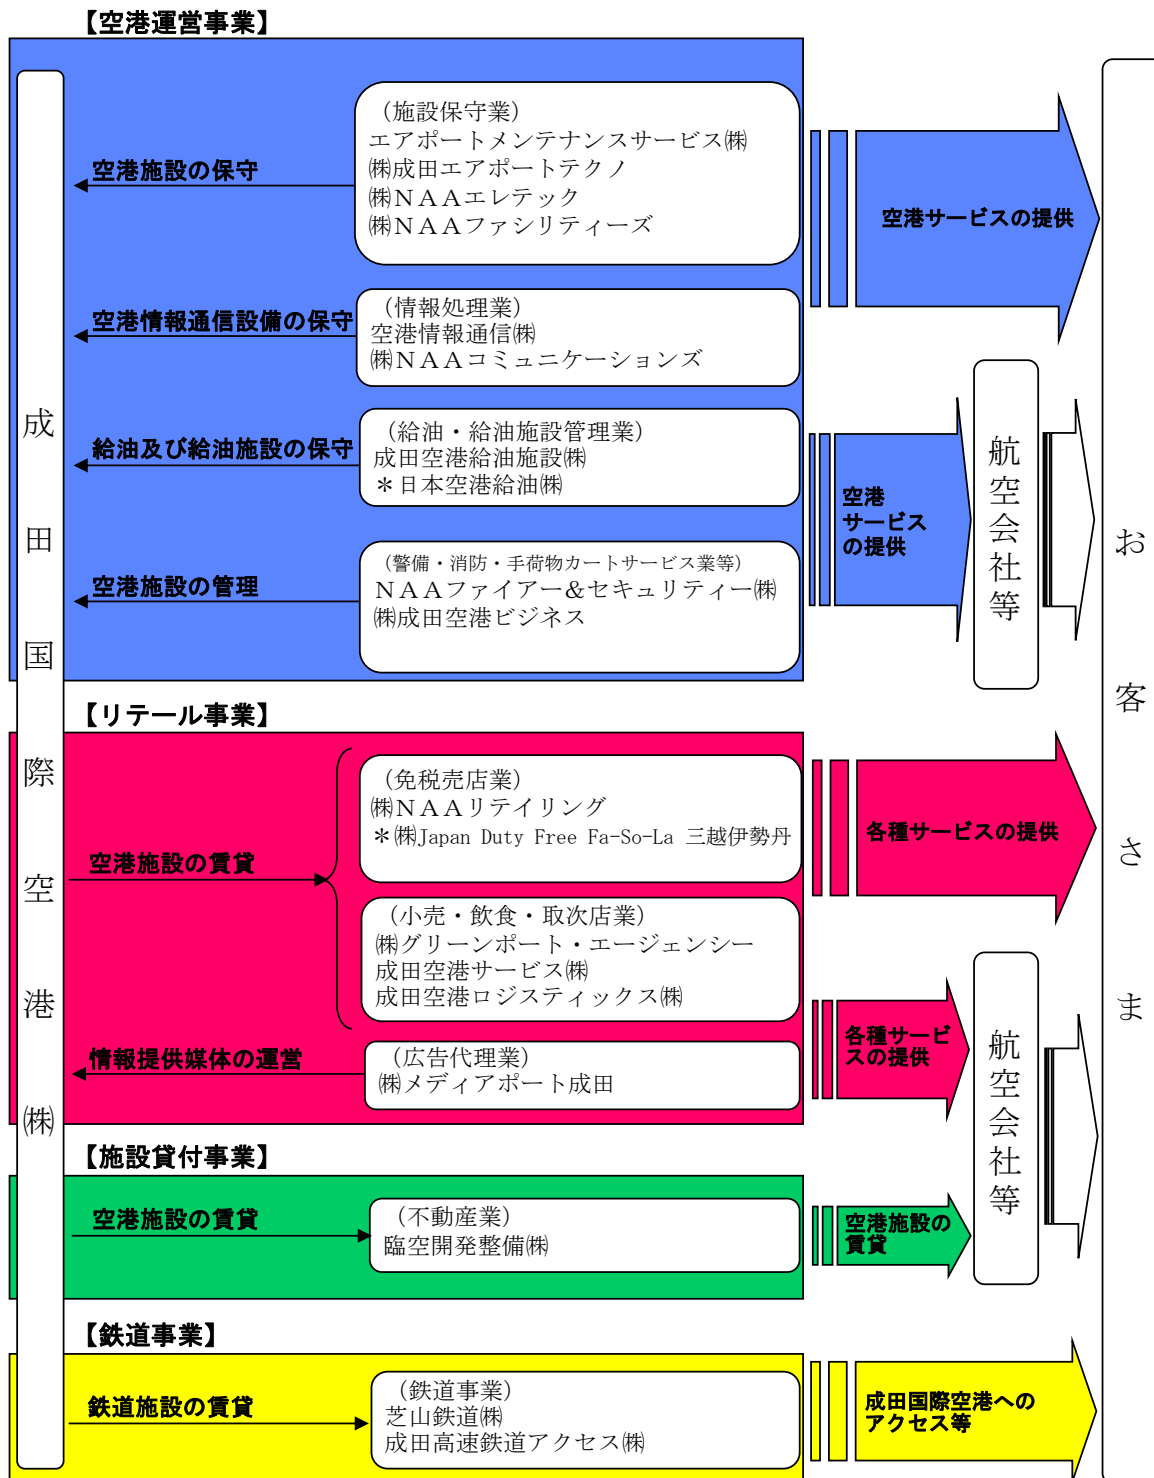 【空港運営事業】
成田国際空港㈱
空港施設の保守
（施設保守業）
エアポートメンテナンスサービス㈱
㈱成田エアポートテクノ
㈱ＮＡＡエレテック
㈱ＮＡＡファシリティーズ
空港サービスの提供
空港情報通信設備の保守
（情報処理業）
空港情報通信㈱
㈱ＮＡＡコミュニケーションズ
給油及び給油施設の保守
（給油・給油施設管理業）
成田空港給油施設㈱
＊日本空港給油㈱
空港
サービス
の提供
航空会社等
お客さま
空港施設の管理
（警備・消防・手荷物カートサービス業等）
ＮＡＡファイアー&セキュリティー㈱
㈱成田空港ビジネス
【リテール事業】
空港施設の賃貸
（免税売店業）
㈱ＮＡＡリテイリング
＊㈱Japan Duty Free Fa-So-La 三越伊勢丹
各種サービスの提供
（小売・飲食・取次店業）
㈱グリーンポート・エージェンシー
成田空港サービス㈱
成田空港ロジスティックス㈱
情報提供媒体の運営
（広告代理業）
㈱メディアポート成田
各種サービ
スの提供
航空会社等
【施設貸付事業】
空港施設の賃貸
（不動産業）
臨空開発整備㈱
空港施設の
賃貸
【鉄道事業】
鉄道施設の賃貸
（鉄道事業）
芝山鉄道㈱
成田高速鉄道アクセス㈱
成田国際空港への
アクセス等